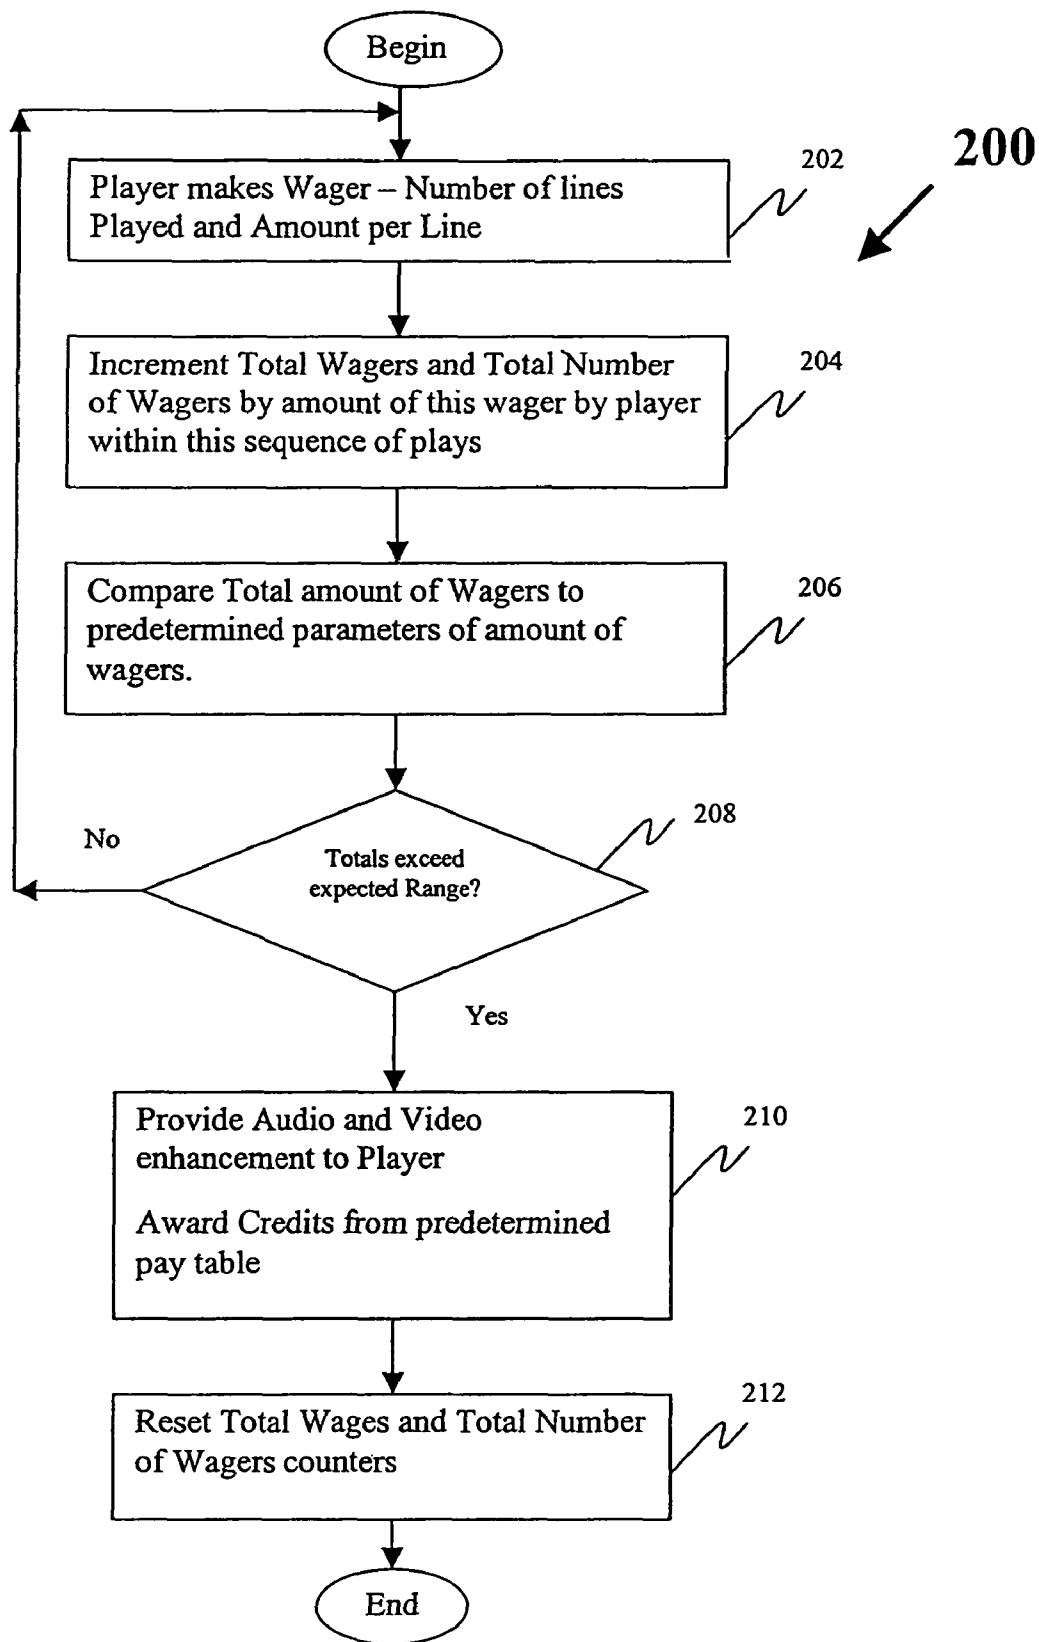 Begin
200
202
Player makes Wager – Number of lines
Played and Amount per Line
204
Increment Total Wagers and Total Number
of Wagers by amount of this wager by player
within this sequence of plays
206
Compare Total amount of Wagers to
predetermined parameters of amount of
wagers.
208
No
Totals exceed
expected Range?
Yes
210
Provide Audio and Video
enhancement to Player
Award Credits from predetermined
pay table
212
Reset Total Wages and Total Number
of Wagers counters
End